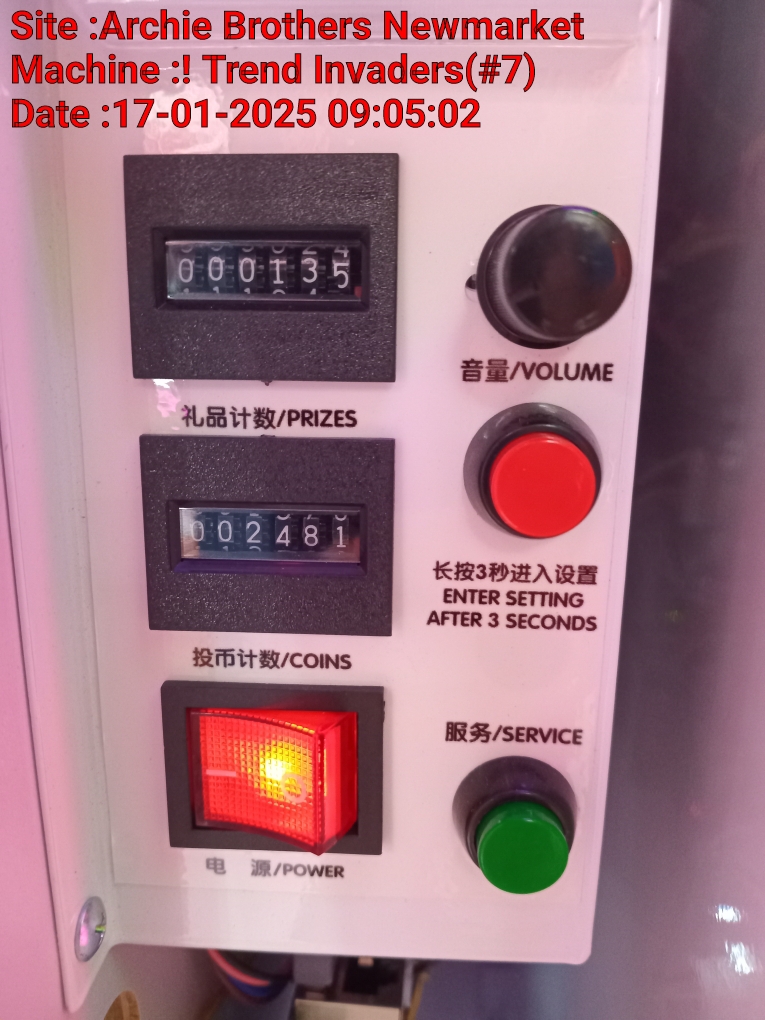 Site :Archie Brothers Newmarket
Machine :! Trend Invaders(#7)
Date :17-01-2025 09:05:02
000135
音量/VOLUME
礼品计数/PRIZES
002481
长按3秒进入设置
ENTER SETTING
AFTER 3 SECONDS
投币计数/COINS
服务/SERVICE
电 源/POWER